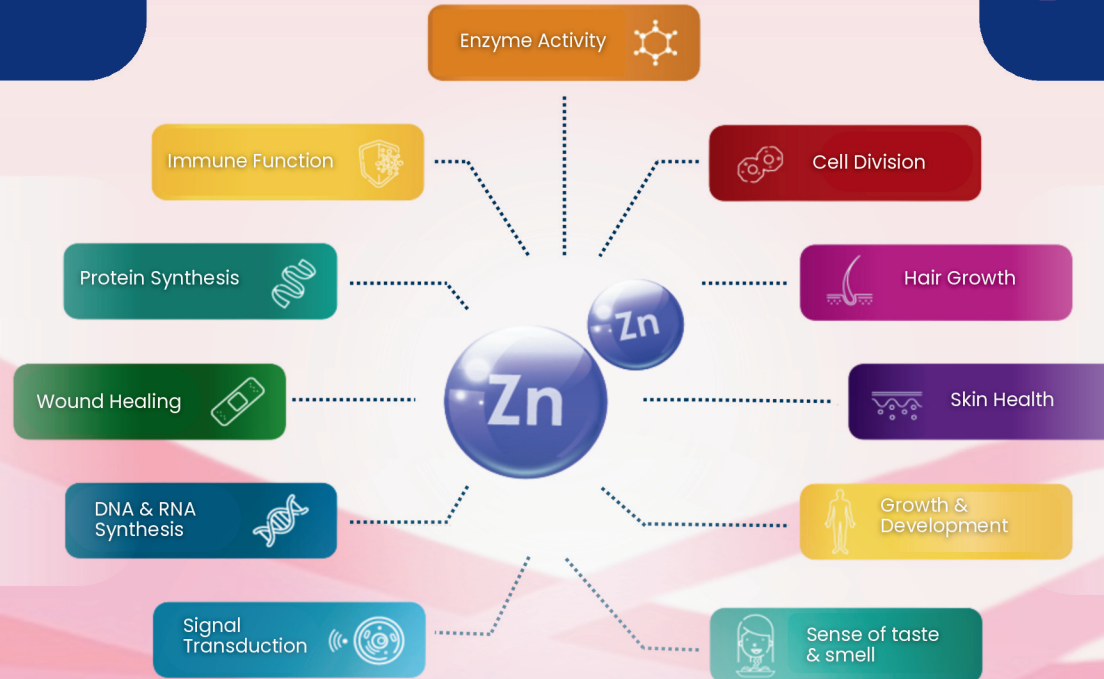 Enzyme Activity
Immune Function
Cell Division
Protein Synthesis
Hair Growth
Zn
Zn
Wound Healing
Skin Health
DNA & RNA
Synthesis
Growth &
Development
Signal
Transduction
Sense of taste
& smell